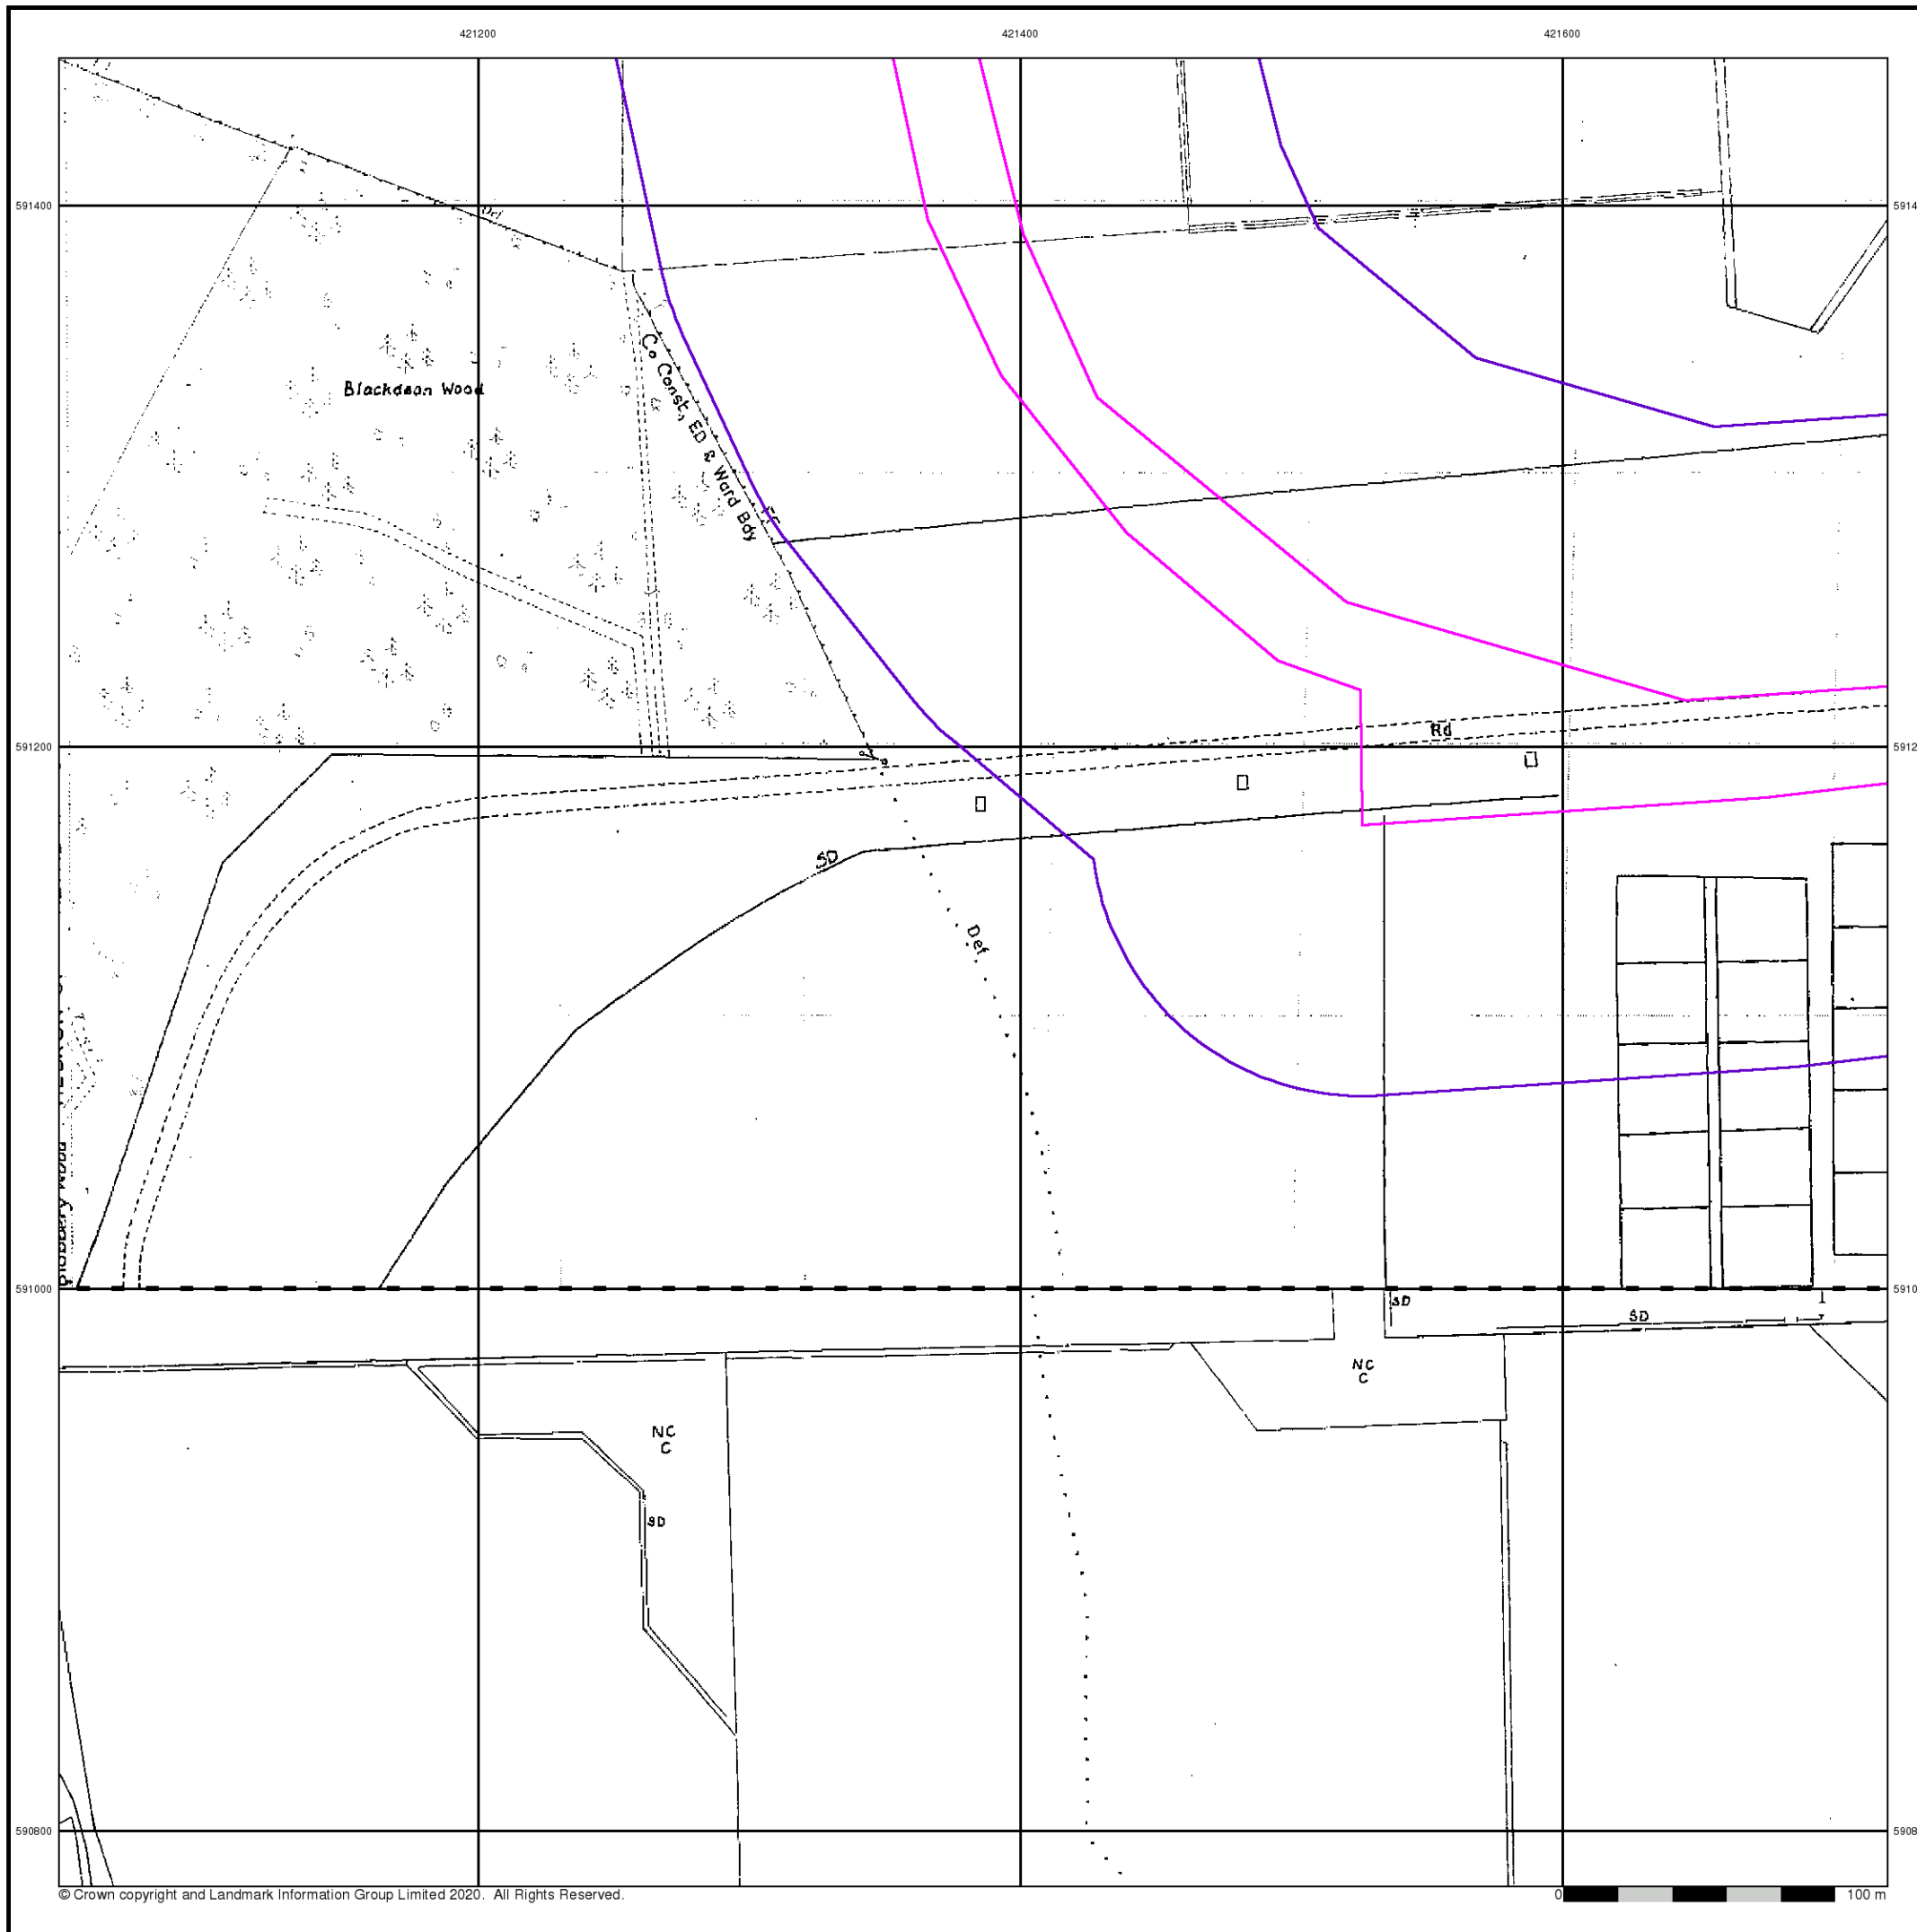 421200
421400
421600
591400
5914
Blackdean Wood
Co Const, ED & Ward Bdy
591200
Rd
5912
SD
Def
591000
5910
SD
SD
1
NC
C
NC
C
SD
590800
5908
© Crown copyright and Landmark Information Group Limited 2020. All Rights Reserved.
0
100 m